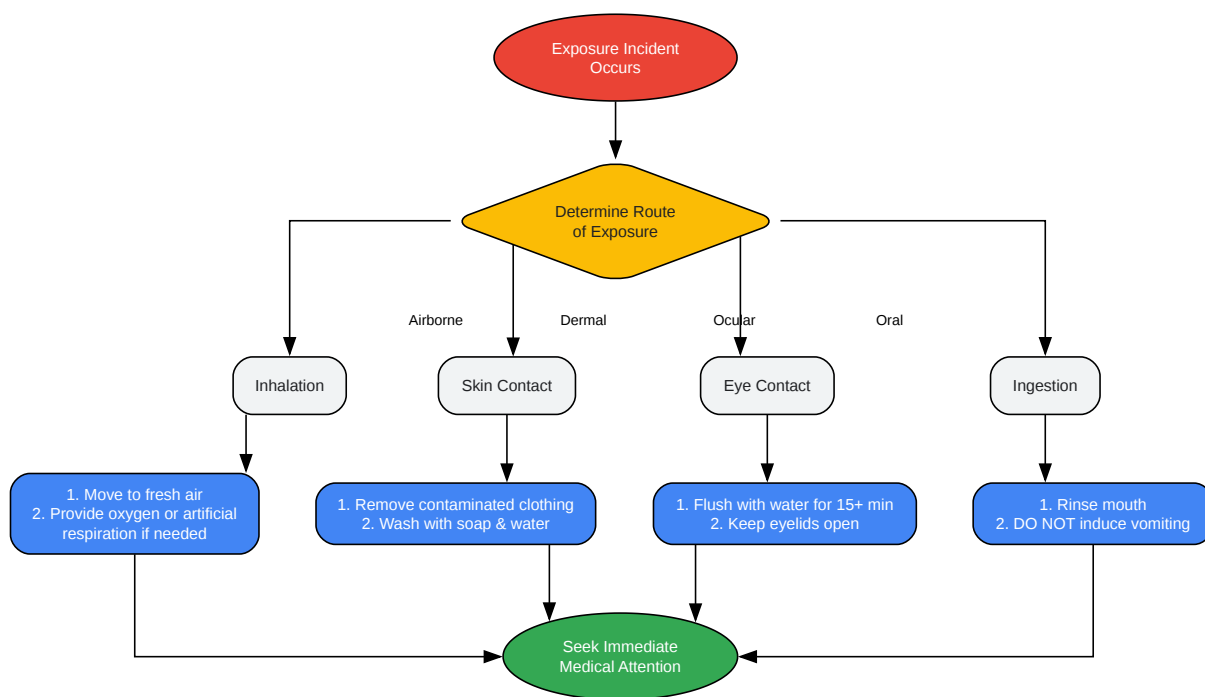 Exposure Incident
Occurs
Determine Route
of Exposure
Airborne
Dermal
Ocular
Oral
Inhalation
Skin Contact
Eye Contact
Ingestion
1. Move to fresh air
2. Provide oxygen or artificial
respiration if needed
1. Remove contaminated clothing
2. Wash with soap & water
1. Flush with water for 15+ min
2. Keep eyelids open
1. Rinse mouth
2. DO NOT induce vomiting
Seek Immediate
Medical Attention